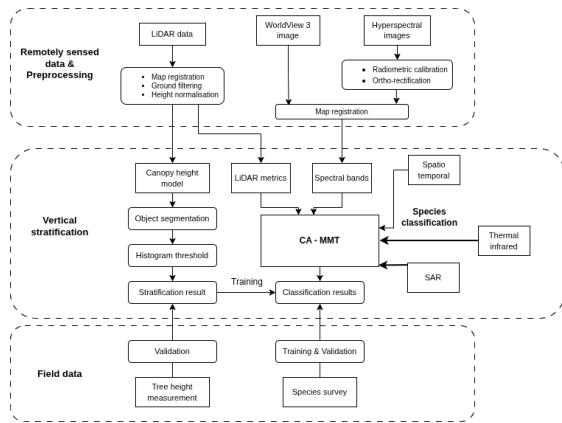 Remotely sensed
data &
Preprocessing
LiDAR data
WorldView 3
image
Hyperspectral
images
• Map registration
• Ground filtering
• Height normalisation
• Radiometric calibration
• Ortho-rectification
Map registration
Vertical
stratification
Canopy height
model
LiDAR metrics
Spectral bands
Spatio
temporal
Object segmentation
Species
classification
CA - MMT
Thermal
infrared
Histogram threshold
SAR
Stratification result
Training
Classification results
Field data
Validation
Training & Validation
Tree height
measurement
Species survey